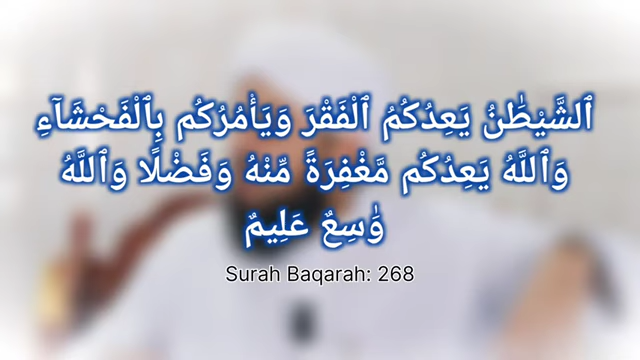 ٱلشَّيْطَٰنُ يَعِدُكُمُ ٱلْفَقْرَ وَيَأْمُرُكُم بِٱلْفَحْشَآءِ
وَٱللَّهُ يَعِدُكُم مَّغْفِرَةً مِّنْهُ وَفَضْلًا وَٱللَّهُ
وَٰسِعٌ عَلِيمٌ
Surah Baqarah: 268